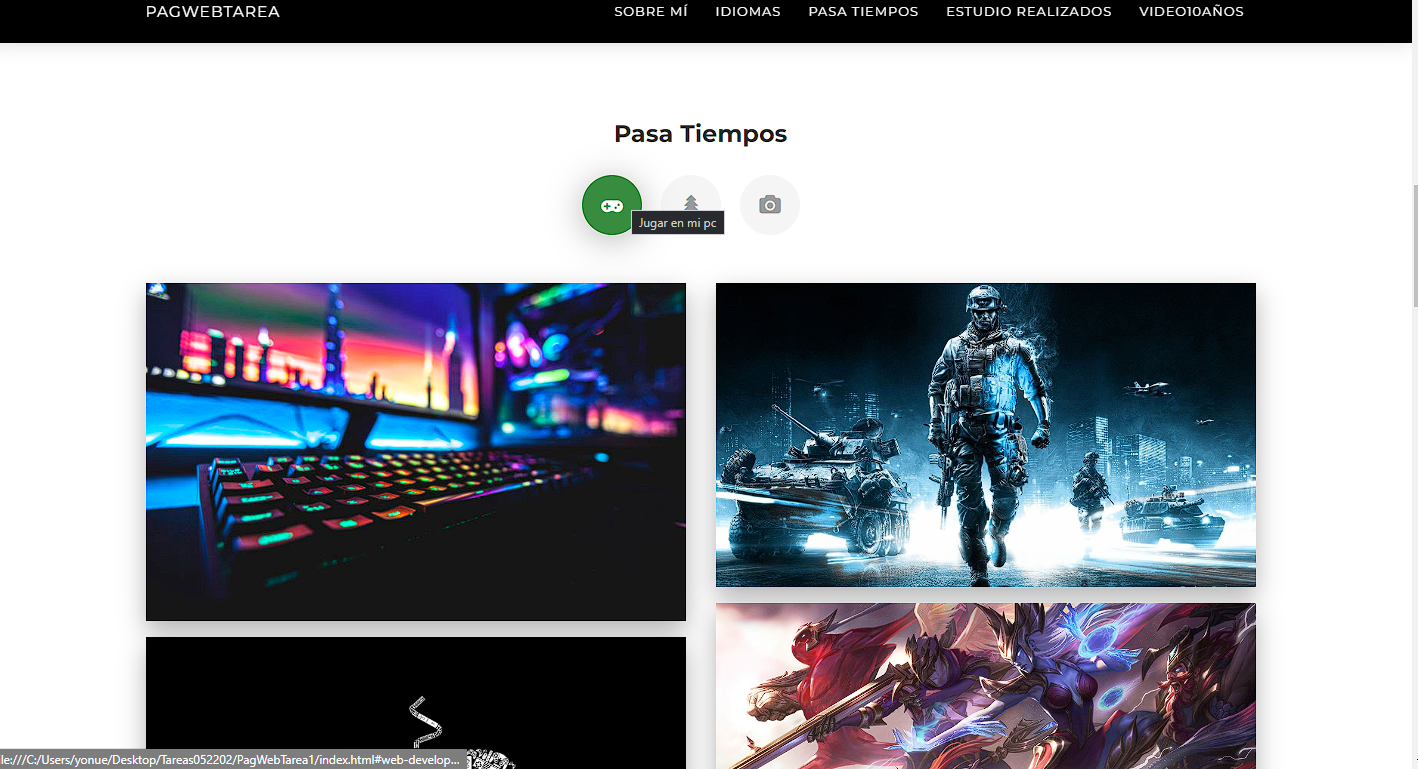 PAGWEBTAREA
SOBRE MÍ IDIOMAS PASA TIEMPOS ESTUDIO REALIZADOS VIDEO10AÑOS
Pasa Tiempos
Jugar en mi pc
le:///C:/Users/yonue/Desktop/Tareas052202/PagWebTarea1/index.html#web-develop...